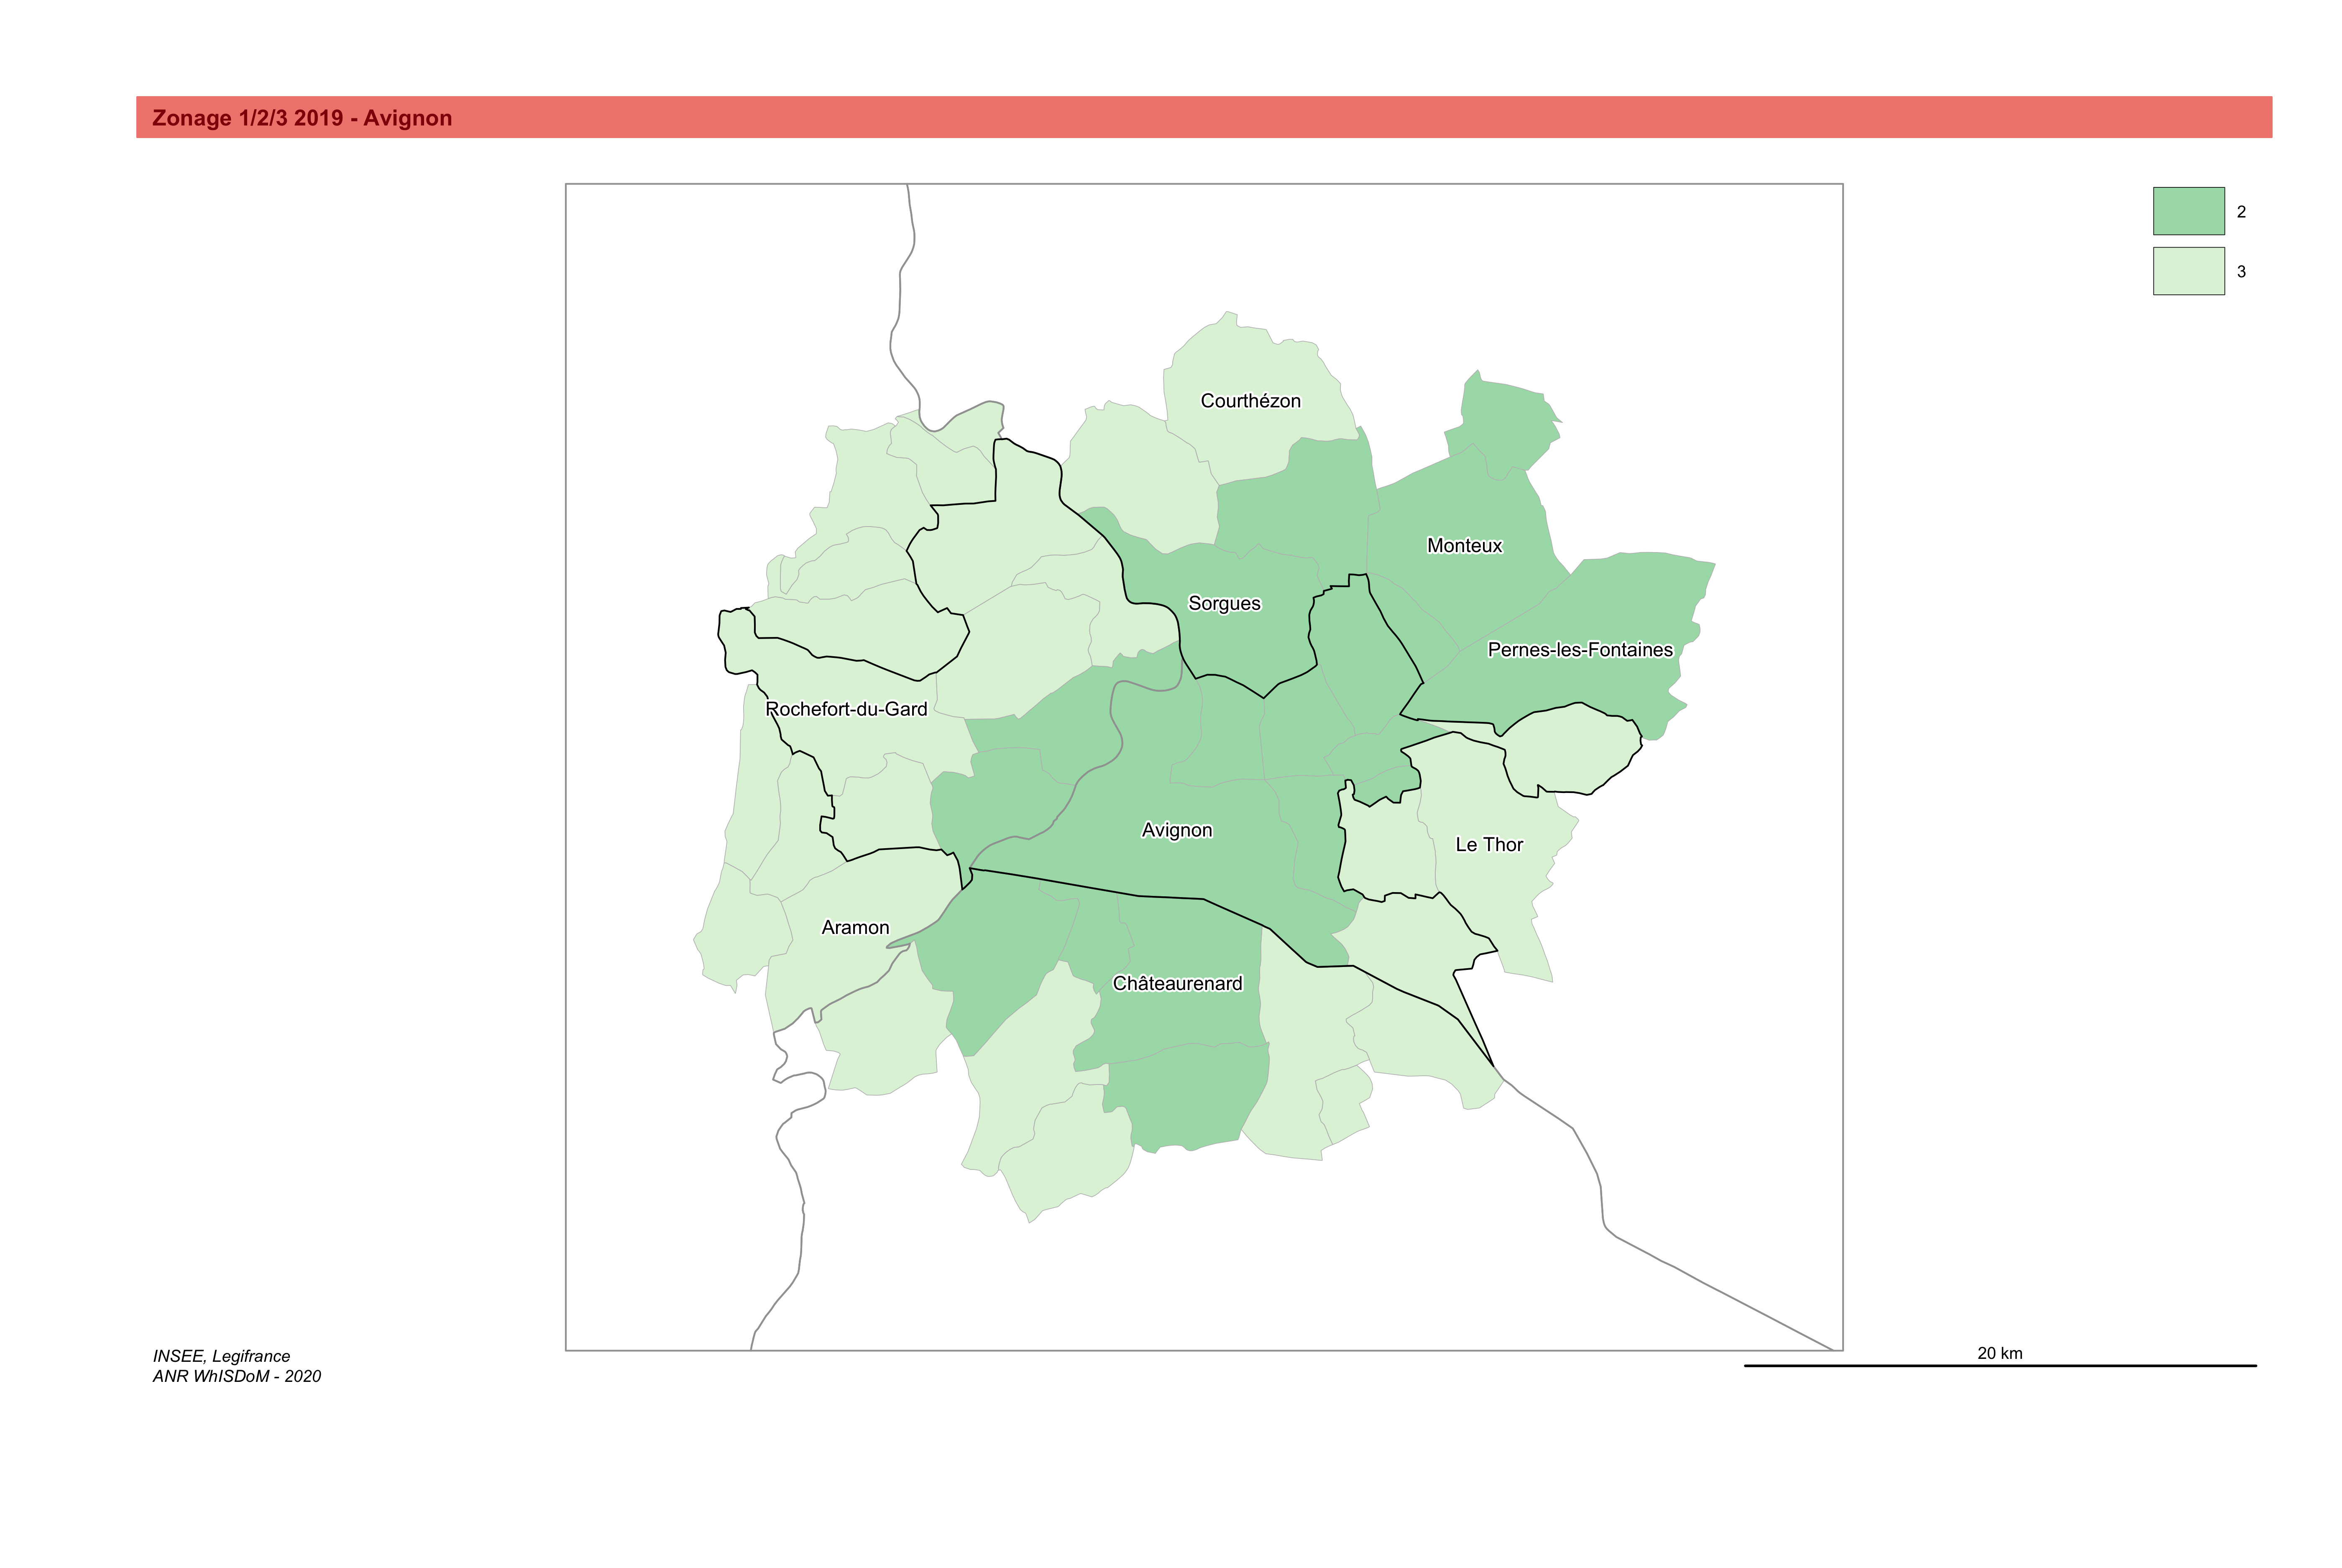 Zonage 1/2/3 2019 - Avignon
2
3
Courthézon
Monteux
Sorgues
Pernes-les-Fontaines
Rochefort-du-Gard
Avignon
Le Thor
Aramon
Châteaurenard
INSEE, Legifrance
ANR WhISDoM - 2020
20 km